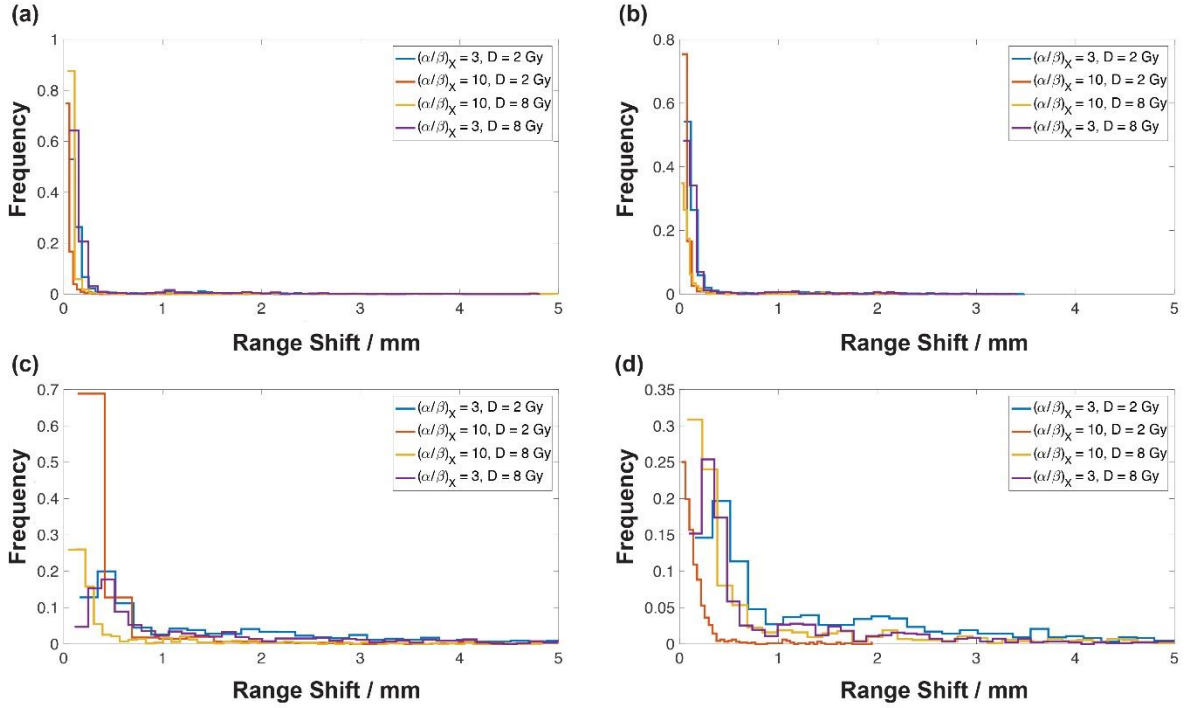 (a)
1
0.8
0.6
0.4
0.2
0
Frequency
0 1 2 3 4 5
Range Shift / mm
(α/β)X = 3, D = 2 Gy
(α/β)X = 10, D = 2 Gy
(α/β)X = 10, D = 8 Gy
(α/β)X = 3, D = 8 Gy
(b)
0.8
0.6
0.4
0.2
0
Frequency
0 1 2 3 4 5
Range Shift / mm
(α/β)X = 3, D = 2 Gy
(α/β)X = 10, D = 2 Gy
(α/β)X = 10, D = 8 Gy
(α/β)X = 3, D = 8 Gy
(c)
0.7
0.6
0.5
0.4
0.3
0.2
0.1
0
Frequency
0 1 2 3 4 5
Range Shift / mm
(α/β)X = 3, D = 2 Gy
(α/β)X = 10, D = 2 Gy
(α/β)X = 10, D = 8 Gy
(α/β)X = 3, D = 8 Gy
(d)
0.35
0.3
0.25
0.2
0.15
0.1
0.05
0
Frequency
0 1 2 3 4 5
Range Shift / mm
(α/β)X = 3, D = 2 Gy
(α/β)X = 10, D = 2 Gy
(α/β)X = 10, D = 8 Gy
(α/β)X = 3, D = 8 Gy